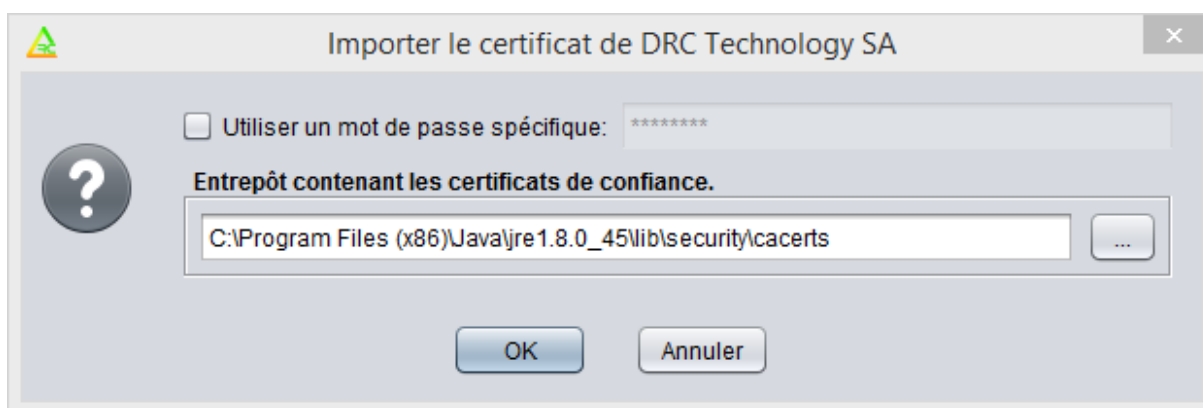 Importer le certificat de DRC Technology SA
Utiliser un mot de passe spécifique: ********
Entrepôt contenant les certificats de confiance.
C:\Program Files (x86)\Java\jre1.8.0_45\lib\security\cacerts ...
OK Annuler